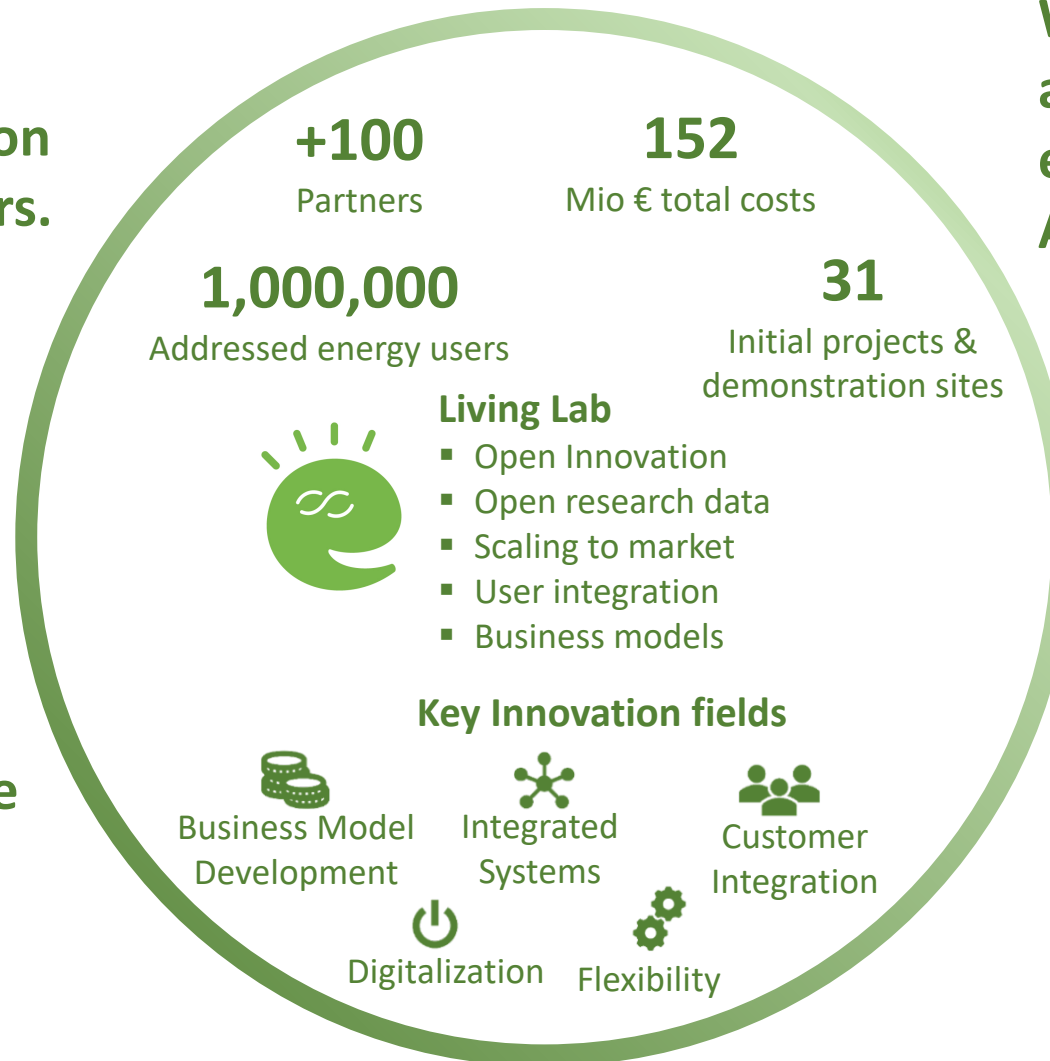 +100
Partners
152
Mio € total costs
1,000,000
Addressed energy users
31
Initial projects &
demonstration sites
Living Lab
▪ Open Innovation
▪ Open research data
▪ Scaling to market
▪ User integration
▪ Business models
Key Innovation fields
Business Model
Development
Integrated
Systems
Customer
Integration
Digitalization
Flexibility